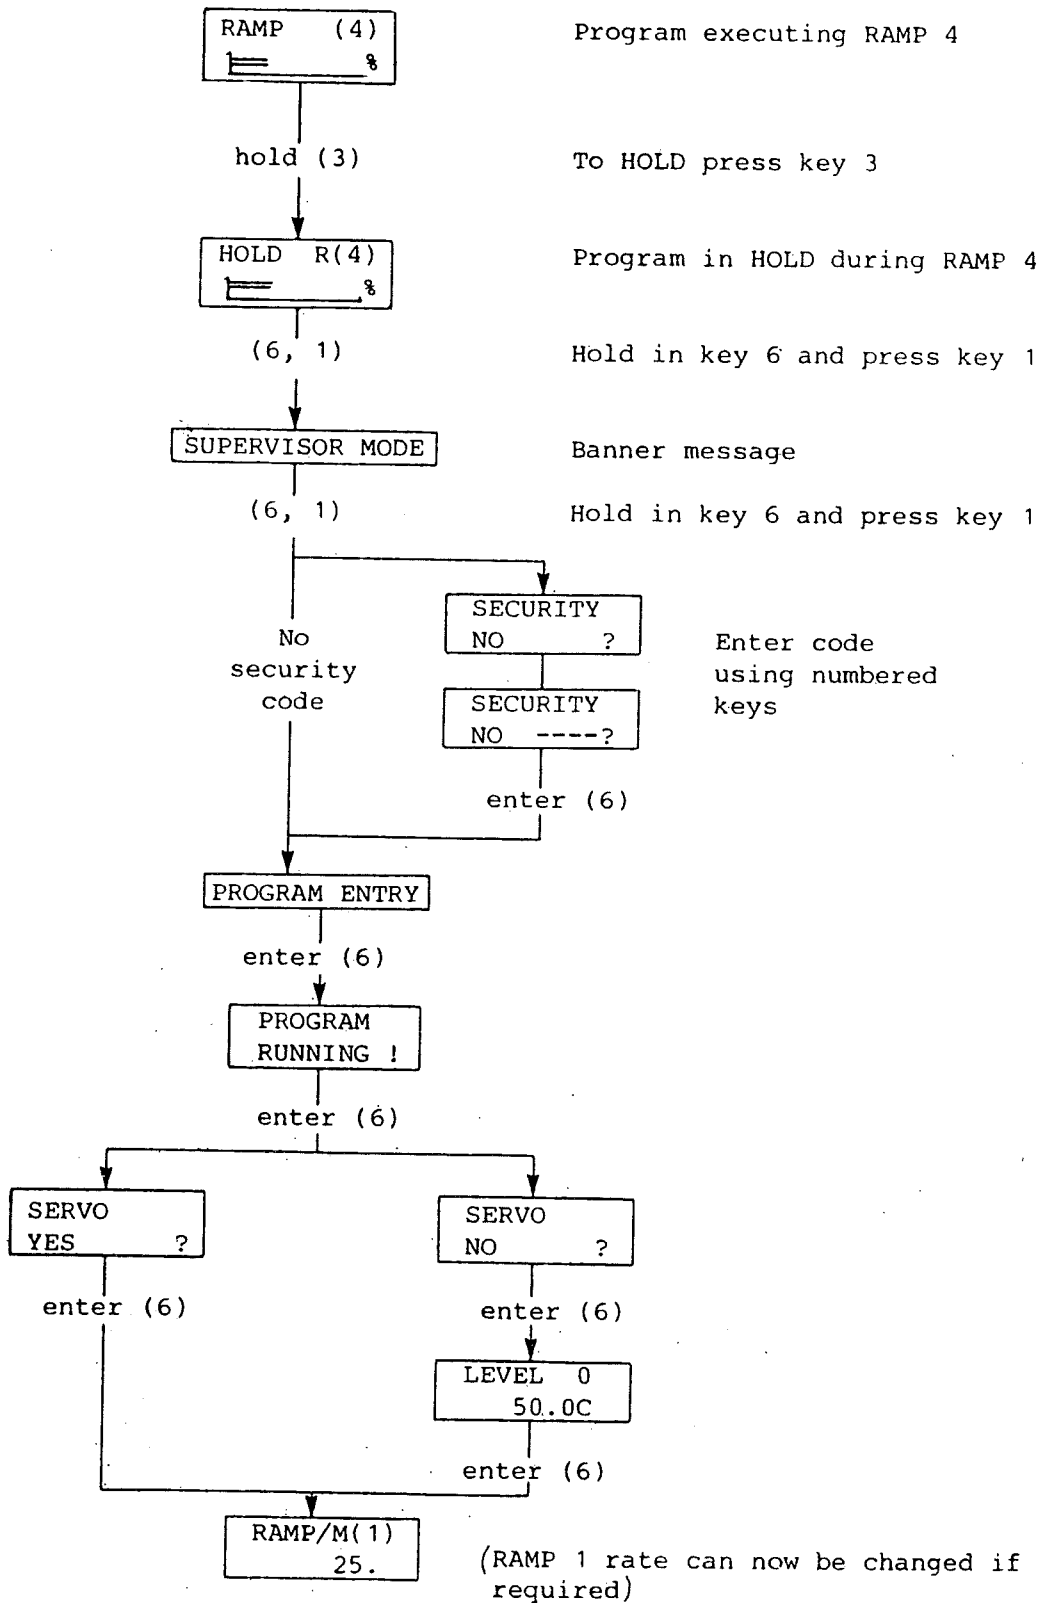 RAMP (4)
%
Program executing RAMP 4
hold (3)
To HOLD press key 3
HOLD R(4)
%
Program in HOLD during RAMP 4
(6, 1)
Hold in key 6 and press key 1
SUPERVISOR MODE
Banner message
(6, 1)
Hold in key 6 and press key 1
No
security
code
SECURITY
NO ?
SECURITY
NO ----?
Enter code
using numbered
keys
enter (6)
PROGRAM ENTRY
enter (6)
PROGRAM
RUNNING !
enter (6)
SERVO
YES ?
SERVO
NO ?
enter (6)
enter (6)
LEVEL 0
50.0C
enter (6)
RAMP/M(1)
25.
(RAMP 1 rate can now be changed if
required)